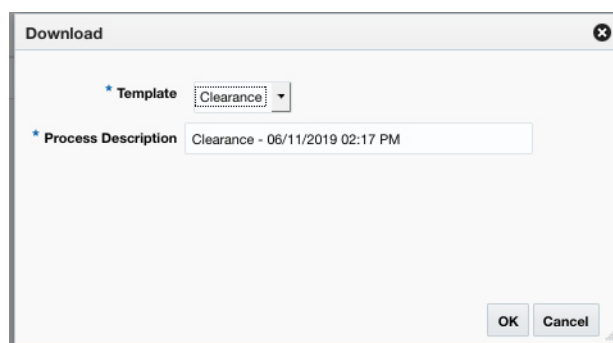 Download
* Template Clearance
* Process Description Clearance - 06/11/2019 02:17 PM
OK Cancel